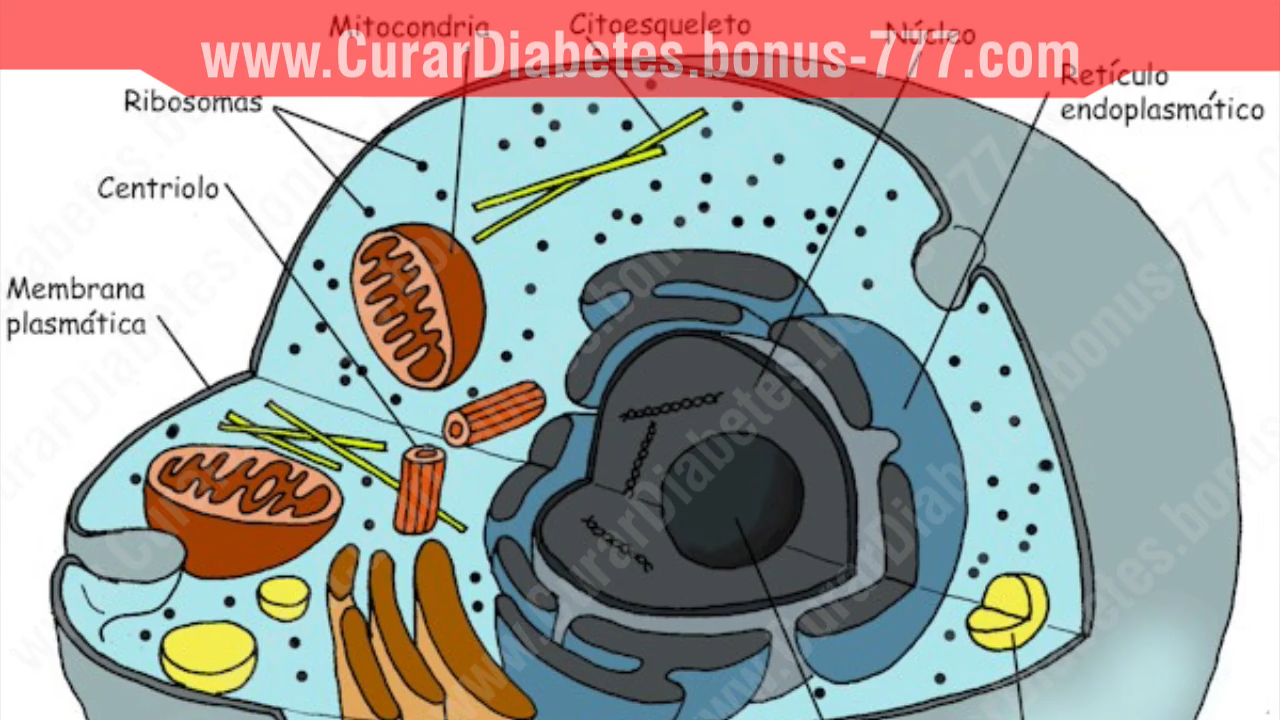 Mitocondria
Citoesqueleto
Núcleo
www.CurarDiabetes.bonus-777.com
Retículo
endoplasmático
Ribosomas
Centriolo
Membrana
plasmática